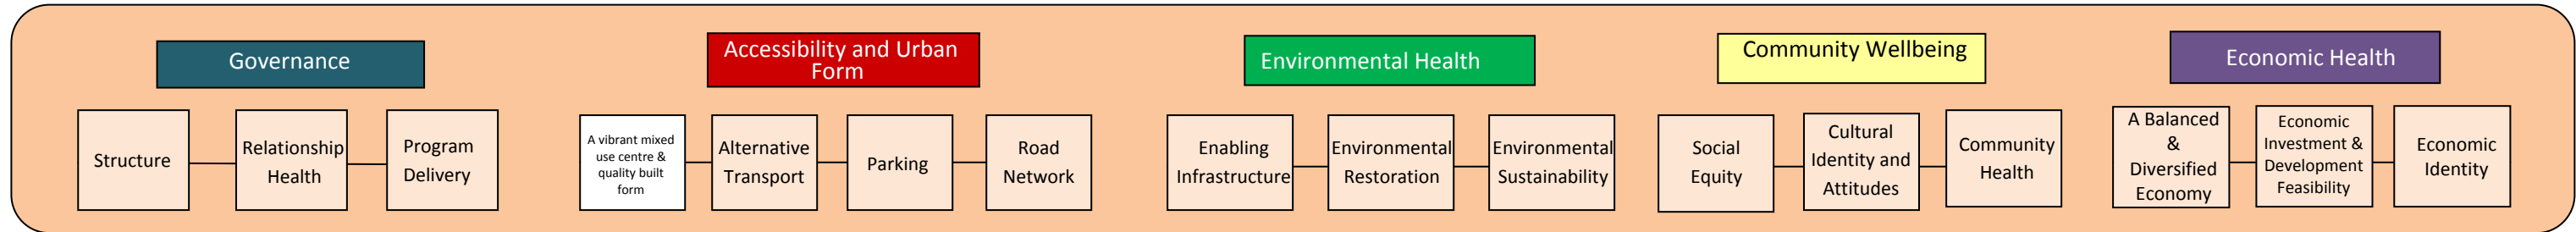 Governance
Structure
Relationship
Health
Program
Delivery
Accessibility and Urban
Form
A vibrant mixed
use centre &
quality built
form
Alternative
Transport
Parking
Road
Network
Environmental Health
Enabling
Infrastructure
Environmental
Restoration
Environmental
Sustainability
Community Wellbeing
Social
Equity
Cultural
Identity and
Attitudes
Community
Health
Economic Health
A Balanced
&
Diversified
Economy
Economic
Investment &
Development
Feasibility
Economic
Identity